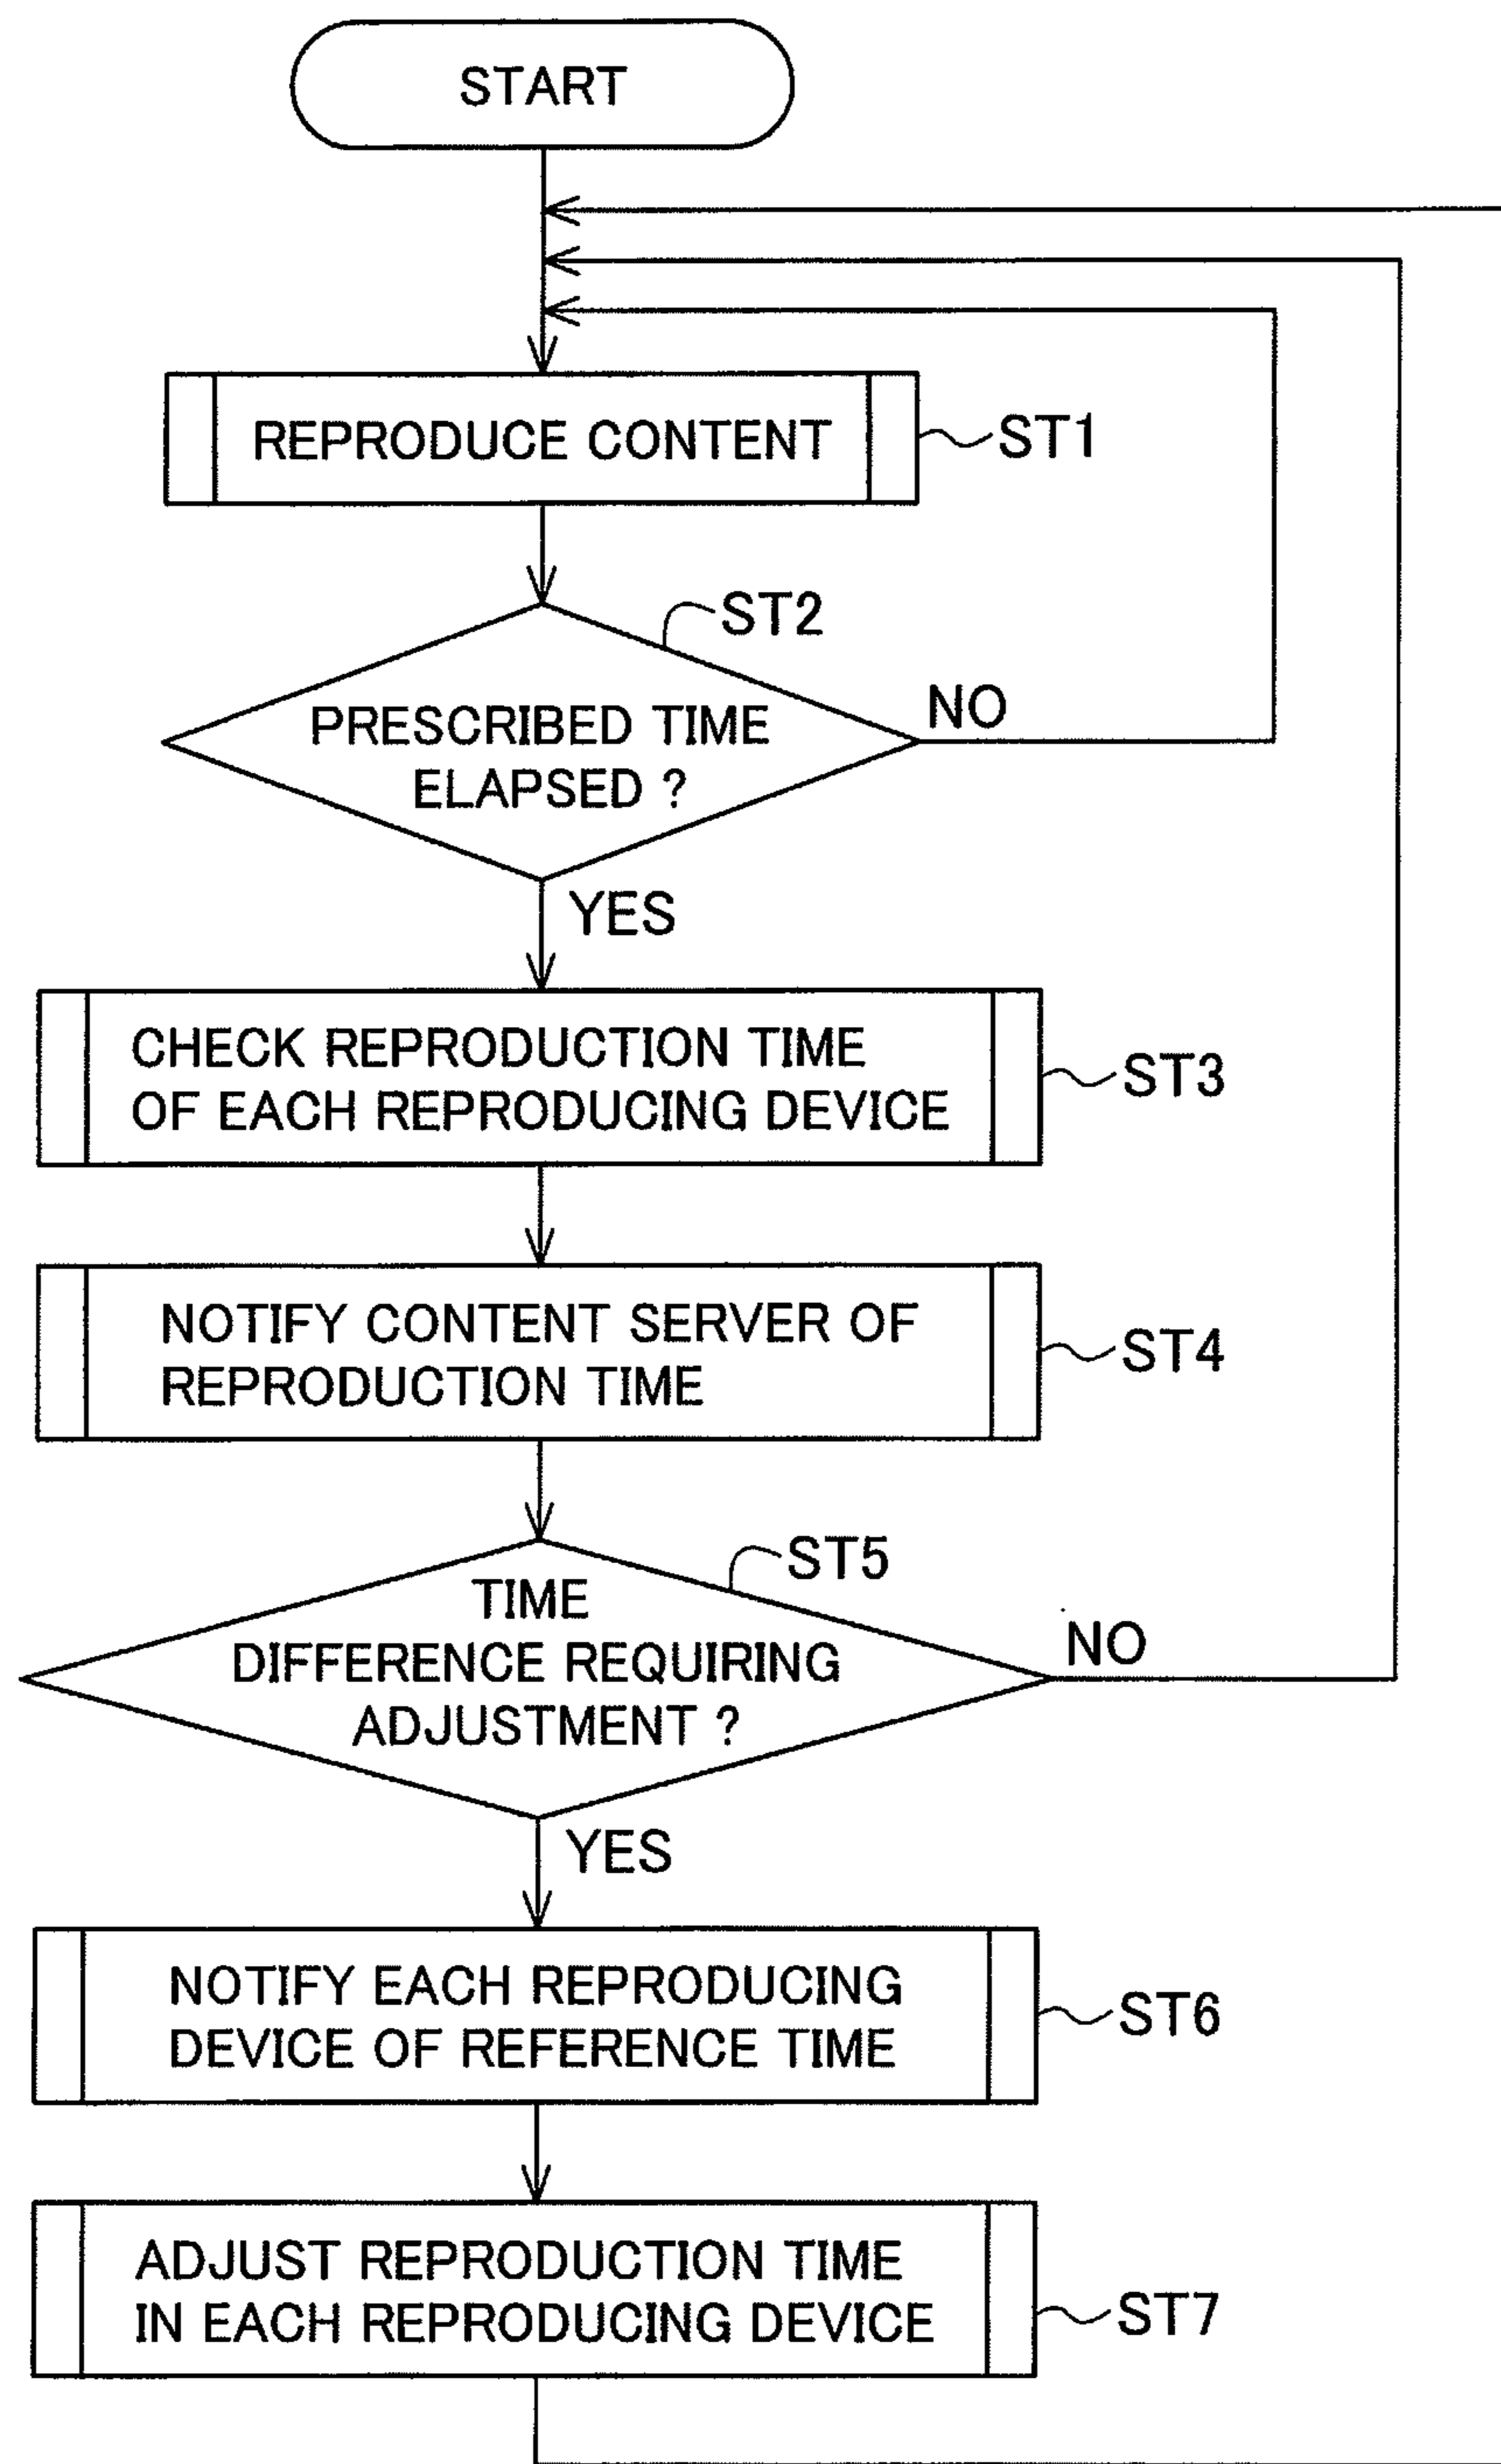 START
REPRODUCE CONTENT
ST1
ST2
PRESCRIBED TIME
ELAPSED ?
NO
YES
CHECK REPRODUCTION TIME
OF EACH REPRODUCING DEVICE
ST3
NOTIFY CONTENT SERVER OF
REPRODUCTION TIME
ST4
ST5
TIME
DIFFERENCE REQUIRING
ADJUSTMENT ?
NO
YES
NOTIFY EACH REPRODUCING
DEVICE OF REFERENCE TIME
ST6
ADJUST REPRODUCTION TIME
IN EACH REPRODUCING DEVICE
ST7